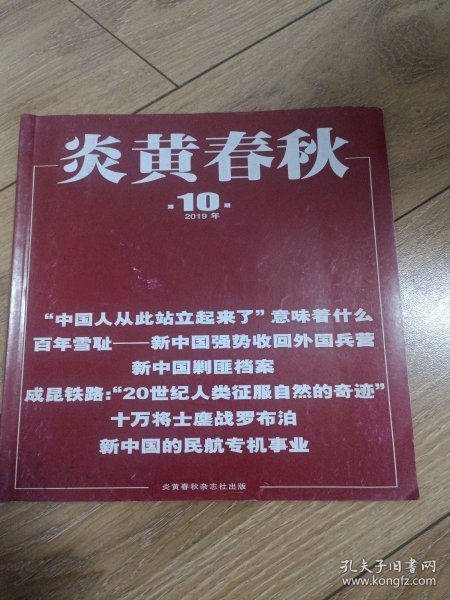 炎黄春秋
第10期
2019 年
“中国人从此站立起来了”意味着什么
百年雪耻——新中国强势收回外国兵营
新中国剿匪档案
成昆铁路：“20世纪人类征服自然的奇迹”
十万将士鏖战罗布泊
新中国的民航专机事业
炎黄春秋杂志社出版
孔夫子旧书网
www.kongfz.com